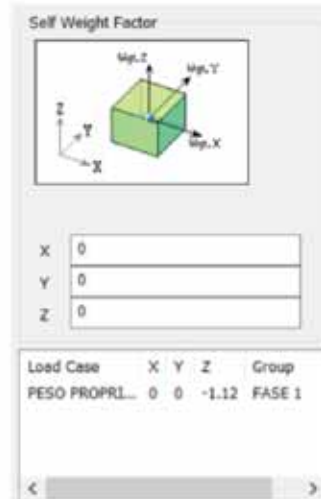 Self Weight Factor
Wgt.Z
Wgt.Y
Z
Y
Wgt.X
X
X 0
Y 0
Z 0
Load Case X Y Z Group
PESO PROPRI... 0 0 -1.12 FASE 1